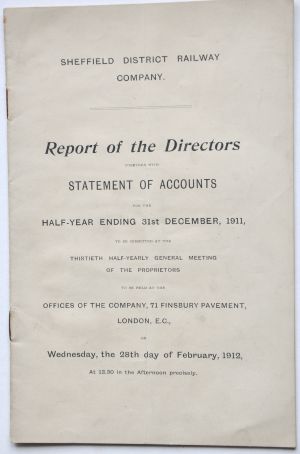 SHEFFIELD DISTRICT RAILWAY
COMPANY.
Report of the Directors
TOGETHER WITH
STATEMENT OF ACCOUNTS
FOR THE
HALF-YEAR ENDING 31st DECEMBER, 1911,
TO BE SUBMITTED AT THE
THIRTIETH HALF-YEARLY GENERAL MEETING
OF THE PROPRIETORS
TO BE HELD AT THE
OFFICES OF THE COMPANY, 71 FINSBURY PAVEMENT,
LONDON, E.C.,
ON
Wednesday, the 28th day of February, 1912,
At 12.30 in the Afternoon precisely.